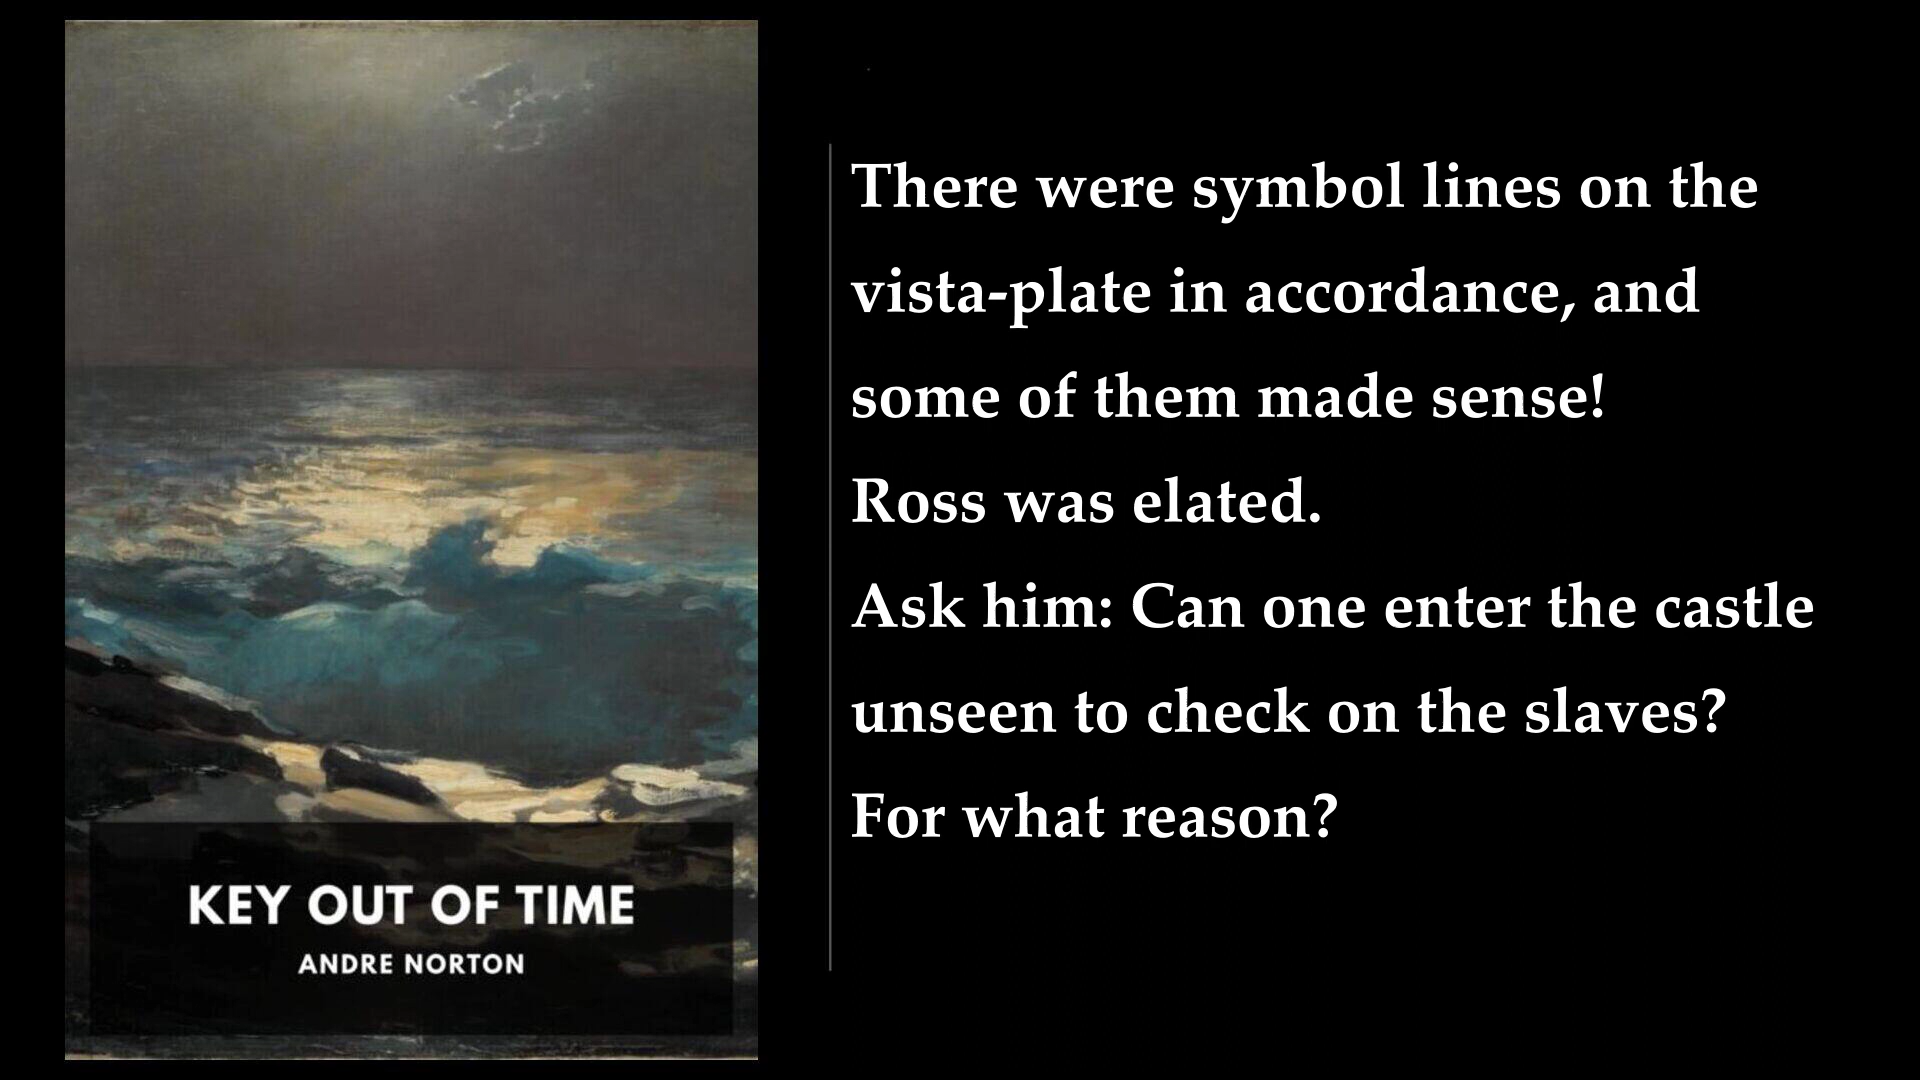 KEY OUT OF TIME
ANDRE NORTON
There were symbol lines on the
vista-plate in accordance, and
some of them made sense!
Ross was elated.
Ask him: Can one enter the castle
unseen to check on the slaves?
For what reason?